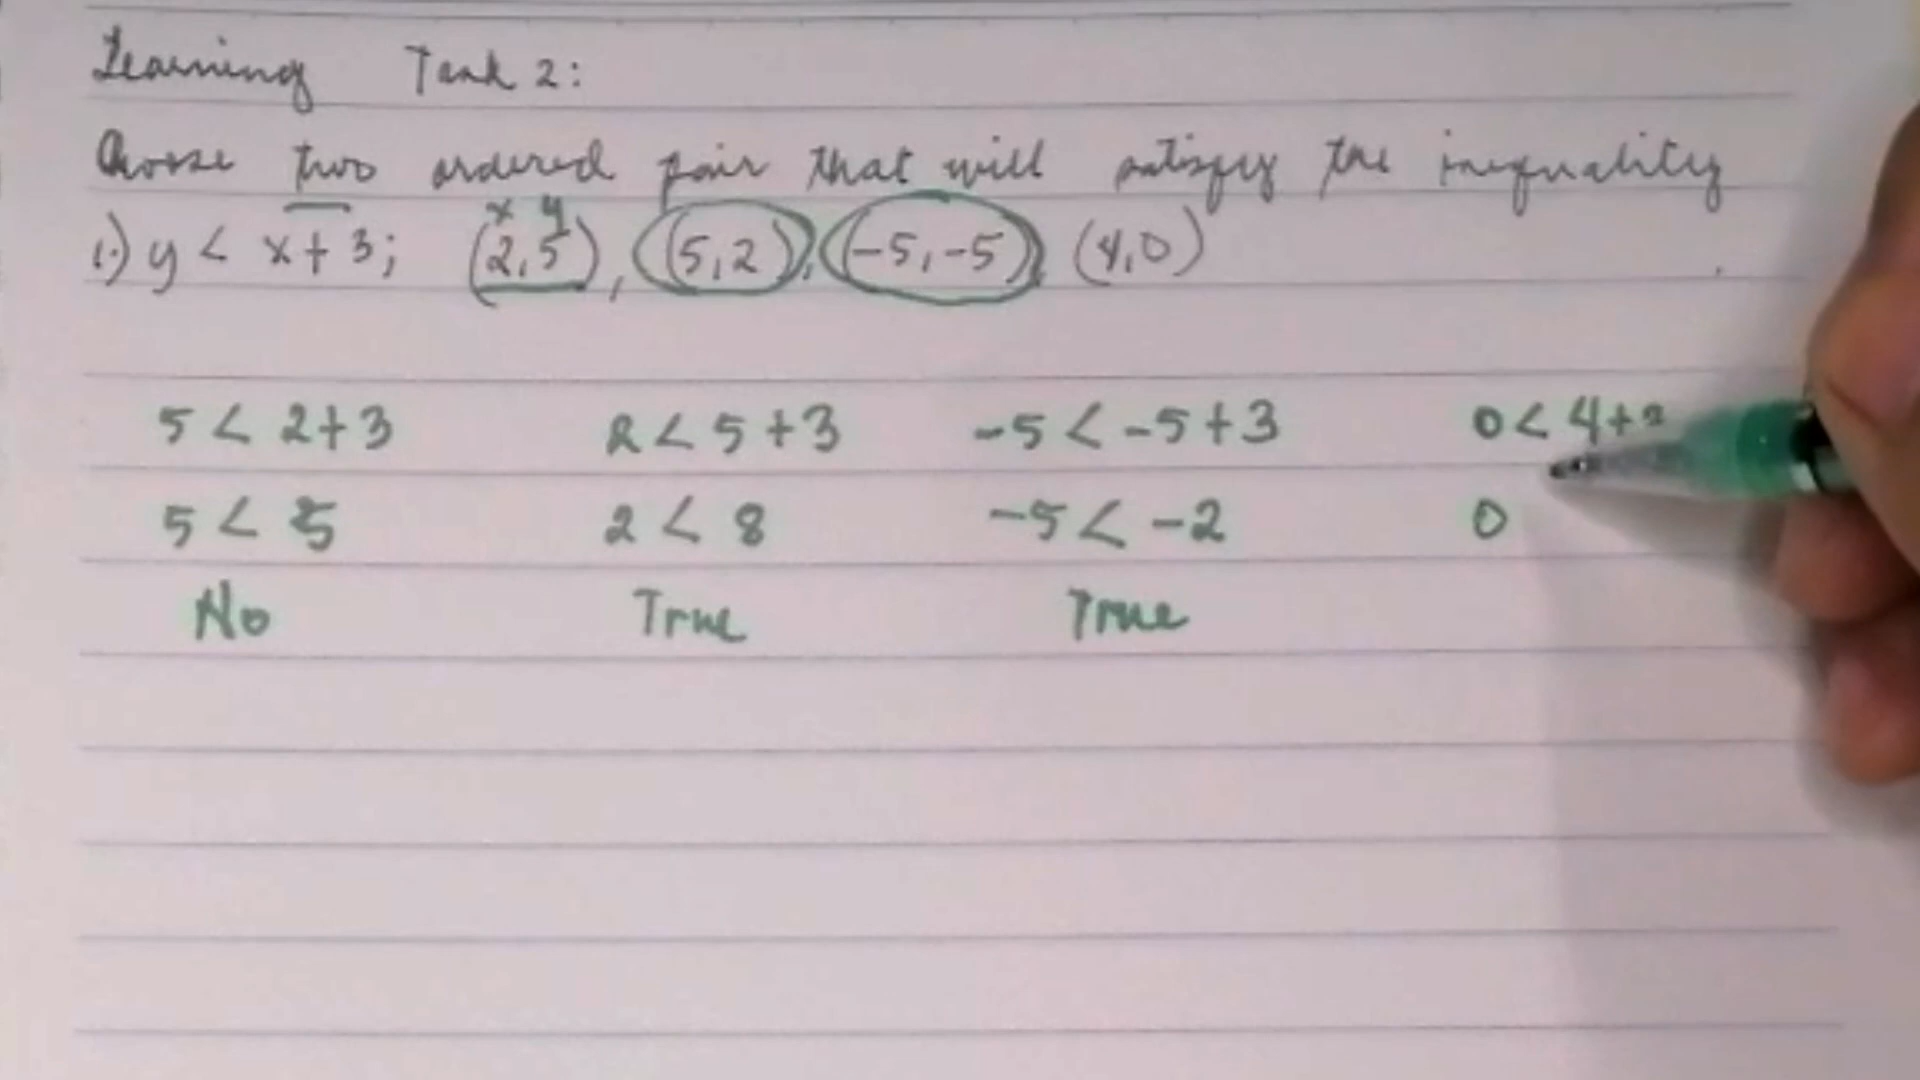 Learning Task 2:
Choose two ordered pair that will satisfy the inequality
x y
1.) y < x + 3; (2,5), (5,2), (-5,-5), (4,0)
5 < 2+3 2 < 5+3 -5 < -5+3 0 < 4+
5 < 5 2 < 8 -5 < -2 0
No True True